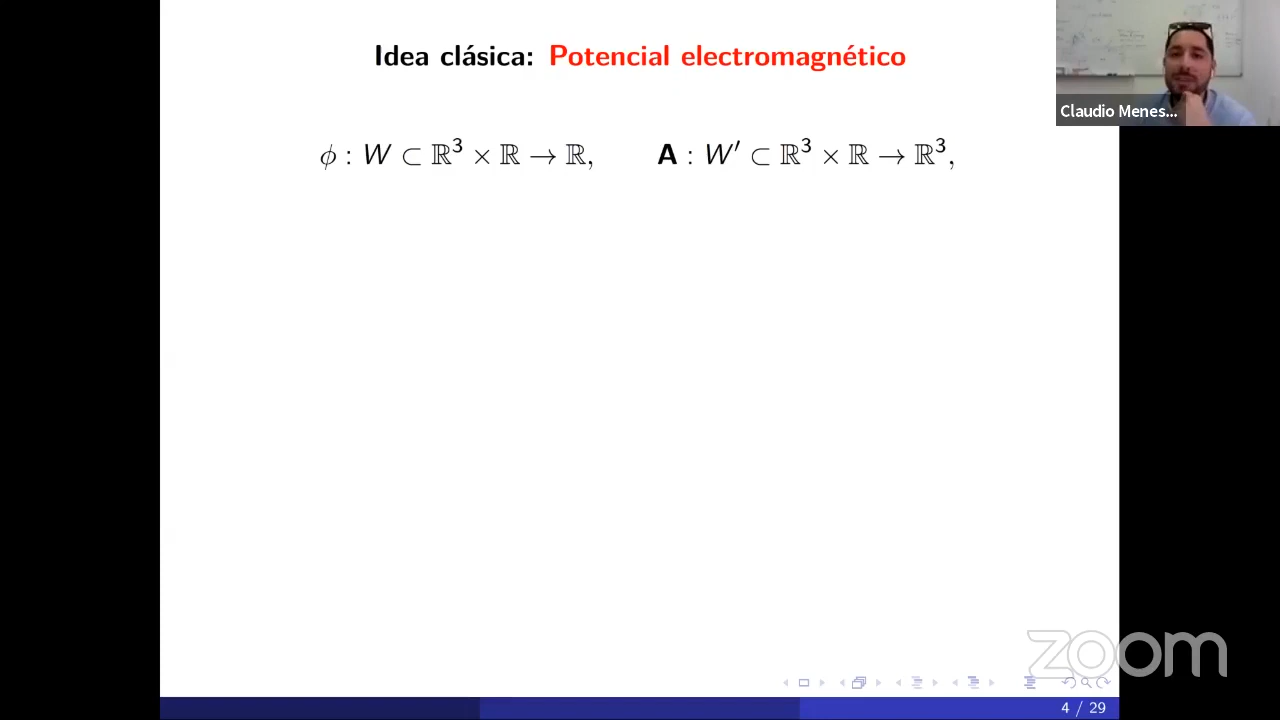 Idea clásica: Potencial electromagnético
ϕ : W ⊂ ℝ³ × ℝ → ℝ,   A : W′ ⊂ ℝ³ × ℝ → ℝ³,
Claudio Menes...
zoom
4 / 29